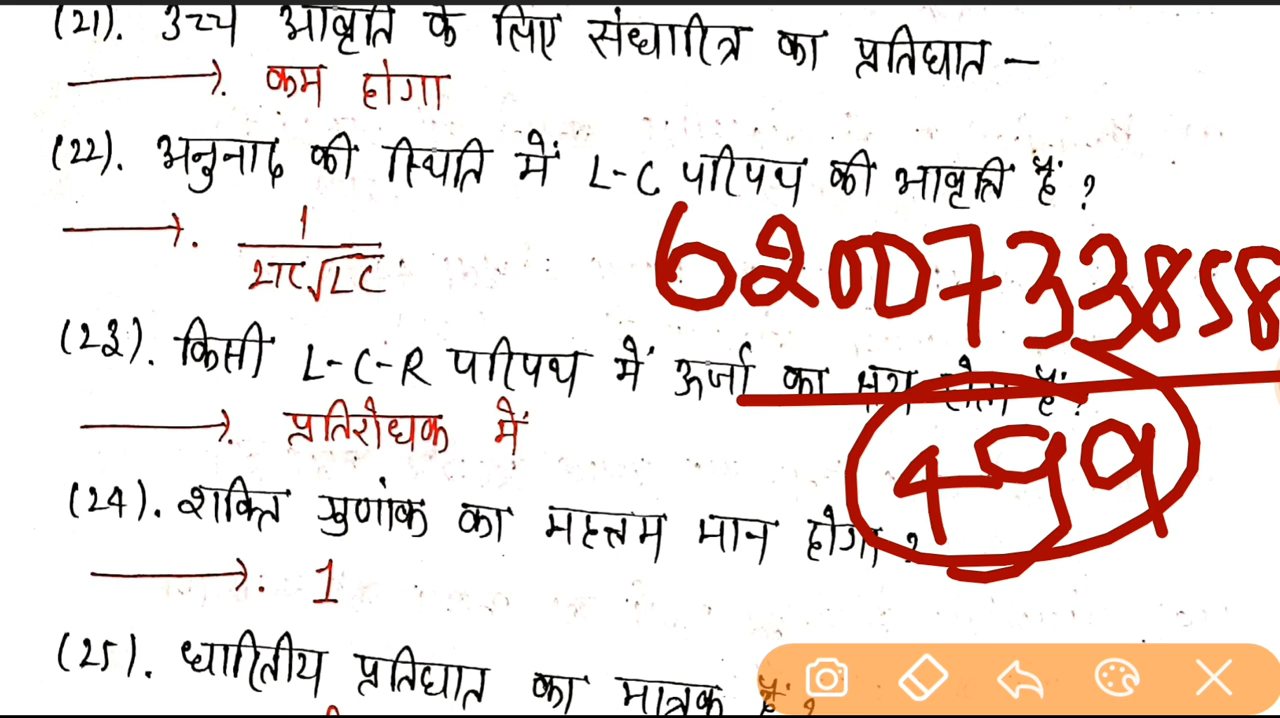 (21). उच्च आवृति के लिए संधारित्र का प्रतिघात —
→. कम होगा
(22). अनुनाद की स्थिति में L-C परिपथ की आवृत्ति हैं ?
→. 1
2π√LC
6200733858
(23). किसी L-C-R परिपथ में ऊर्जा का क्षय होता हैं ?
→. प्रतिरोधक में
499
(24). शक्ति गुणांक का महत्तम मान होगा ?
→. 1
(25). धारितीय प्रतिघात का मात्रक हैं ?